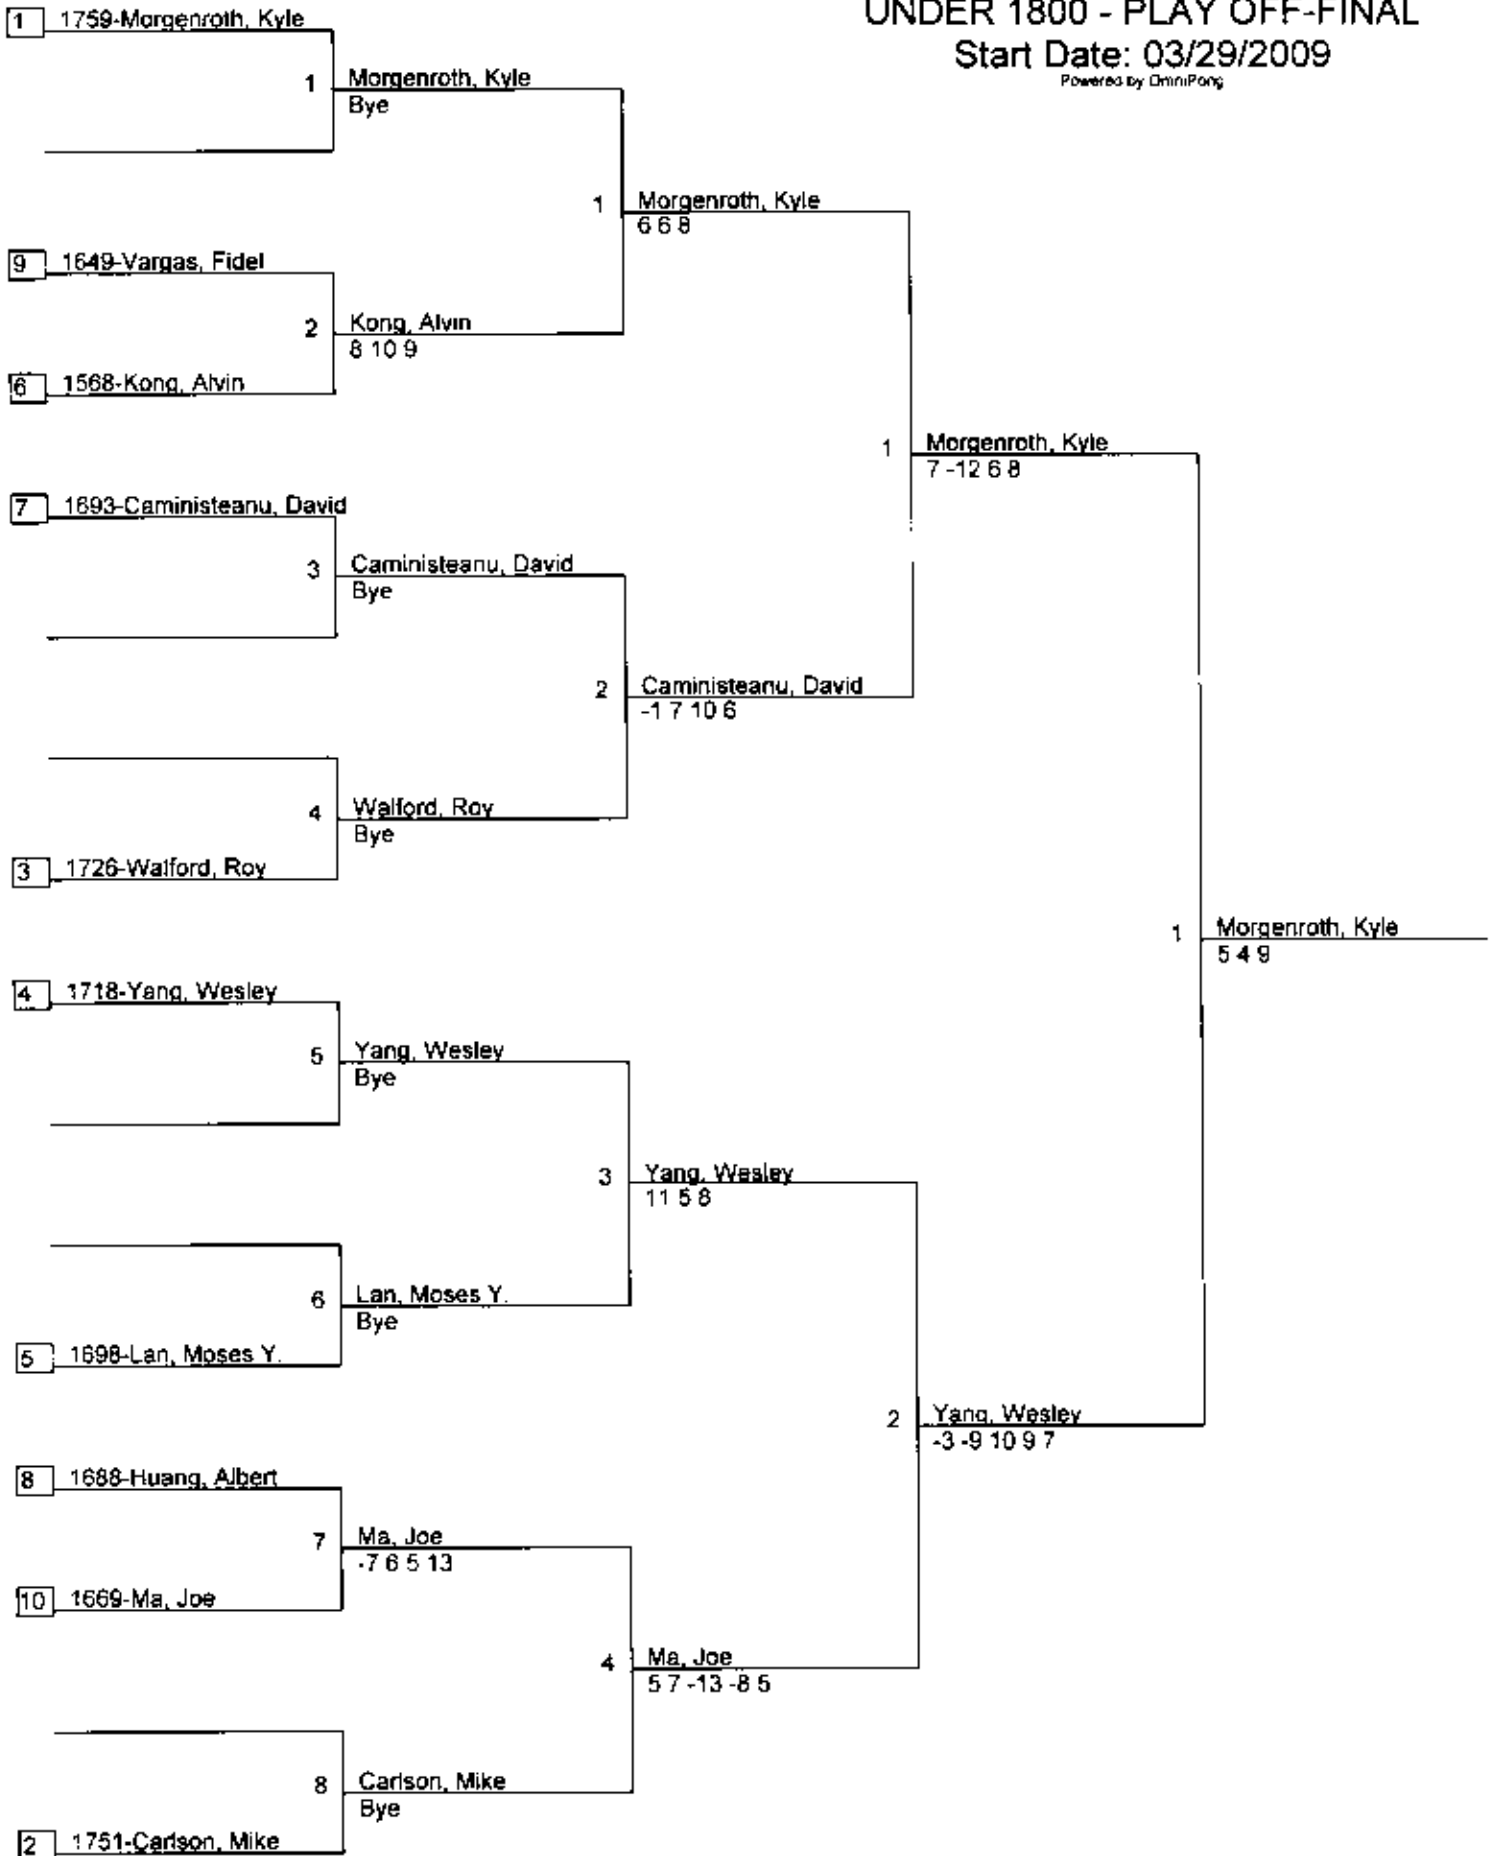 UNDER 1800 - PLAY OFF-FINAL
Start Date: 03/29/2009
Powered by OmniPong
1 1759-Morgenroth, Kyle
1 Morgenroth, Kyle
Bye
1 Morgenroth, Kyle
6 6 8
9 1649-Vargas, Fidel
2 Kong, Alvin
8 10 9
6 1568-Kong, Alvin
1 Morgenroth, Kyle
7 -12 6 8
7 1693-Caministeanu, David
3 Caministeanu, David
Bye
2 Caministeanu, David
-1 7 10 6
4 Walford, Roy
Bye
3 1726-Walford, Roy
1 Morgenroth, Kyle
5 4 9
4 1718-Yang, Wesley
5 Yang, Wesley
Bye
3 Yang, Wesley
11 5 8
6 Lan, Moses Y.
Bye
5 1698-Lan, Moses Y.
2 Yang, Wesley
-3 -9 10 9 7
8 1688-Huang, Albert
7 Ma, Joe
-7 6 5 13
10 1669-Ma, Joe
4 Ma, Joe
5 7 -13 -8 5
8 Carlson, Mike
Bye
2 1751-Carlson, Mike